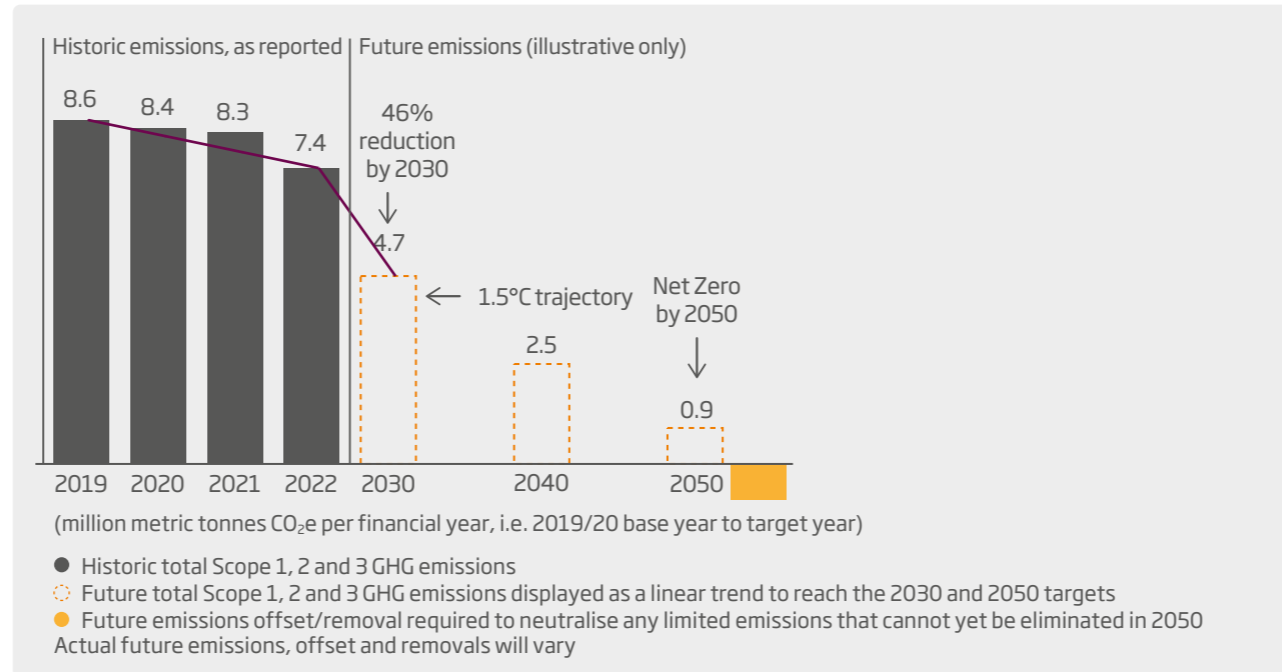 Historic emissions, as reported
Future emissions (illustrative only)
8.6
8.4
8.3
7.4
46%
reduction
by 2030
4.7
1.5°C trajectory
Net Zero
by 2050
2.5
0.9
2019 2020 2021 2022 2030 2040 2050
(million metric tonnes CO₂e per financial year, i.e. 2019/20 base year to target year)
Historic total Scope 1, 2 and 3 GHG emissions
Future total Scope 1, 2 and 3 GHG emissions displayed as a linear trend to reach the 2030 and 2050 targets
Future emissions offset/removal required to neutralise any limited emissions that cannot yet be eliminated in 2050
Actual future emissions, offset and removals will vary